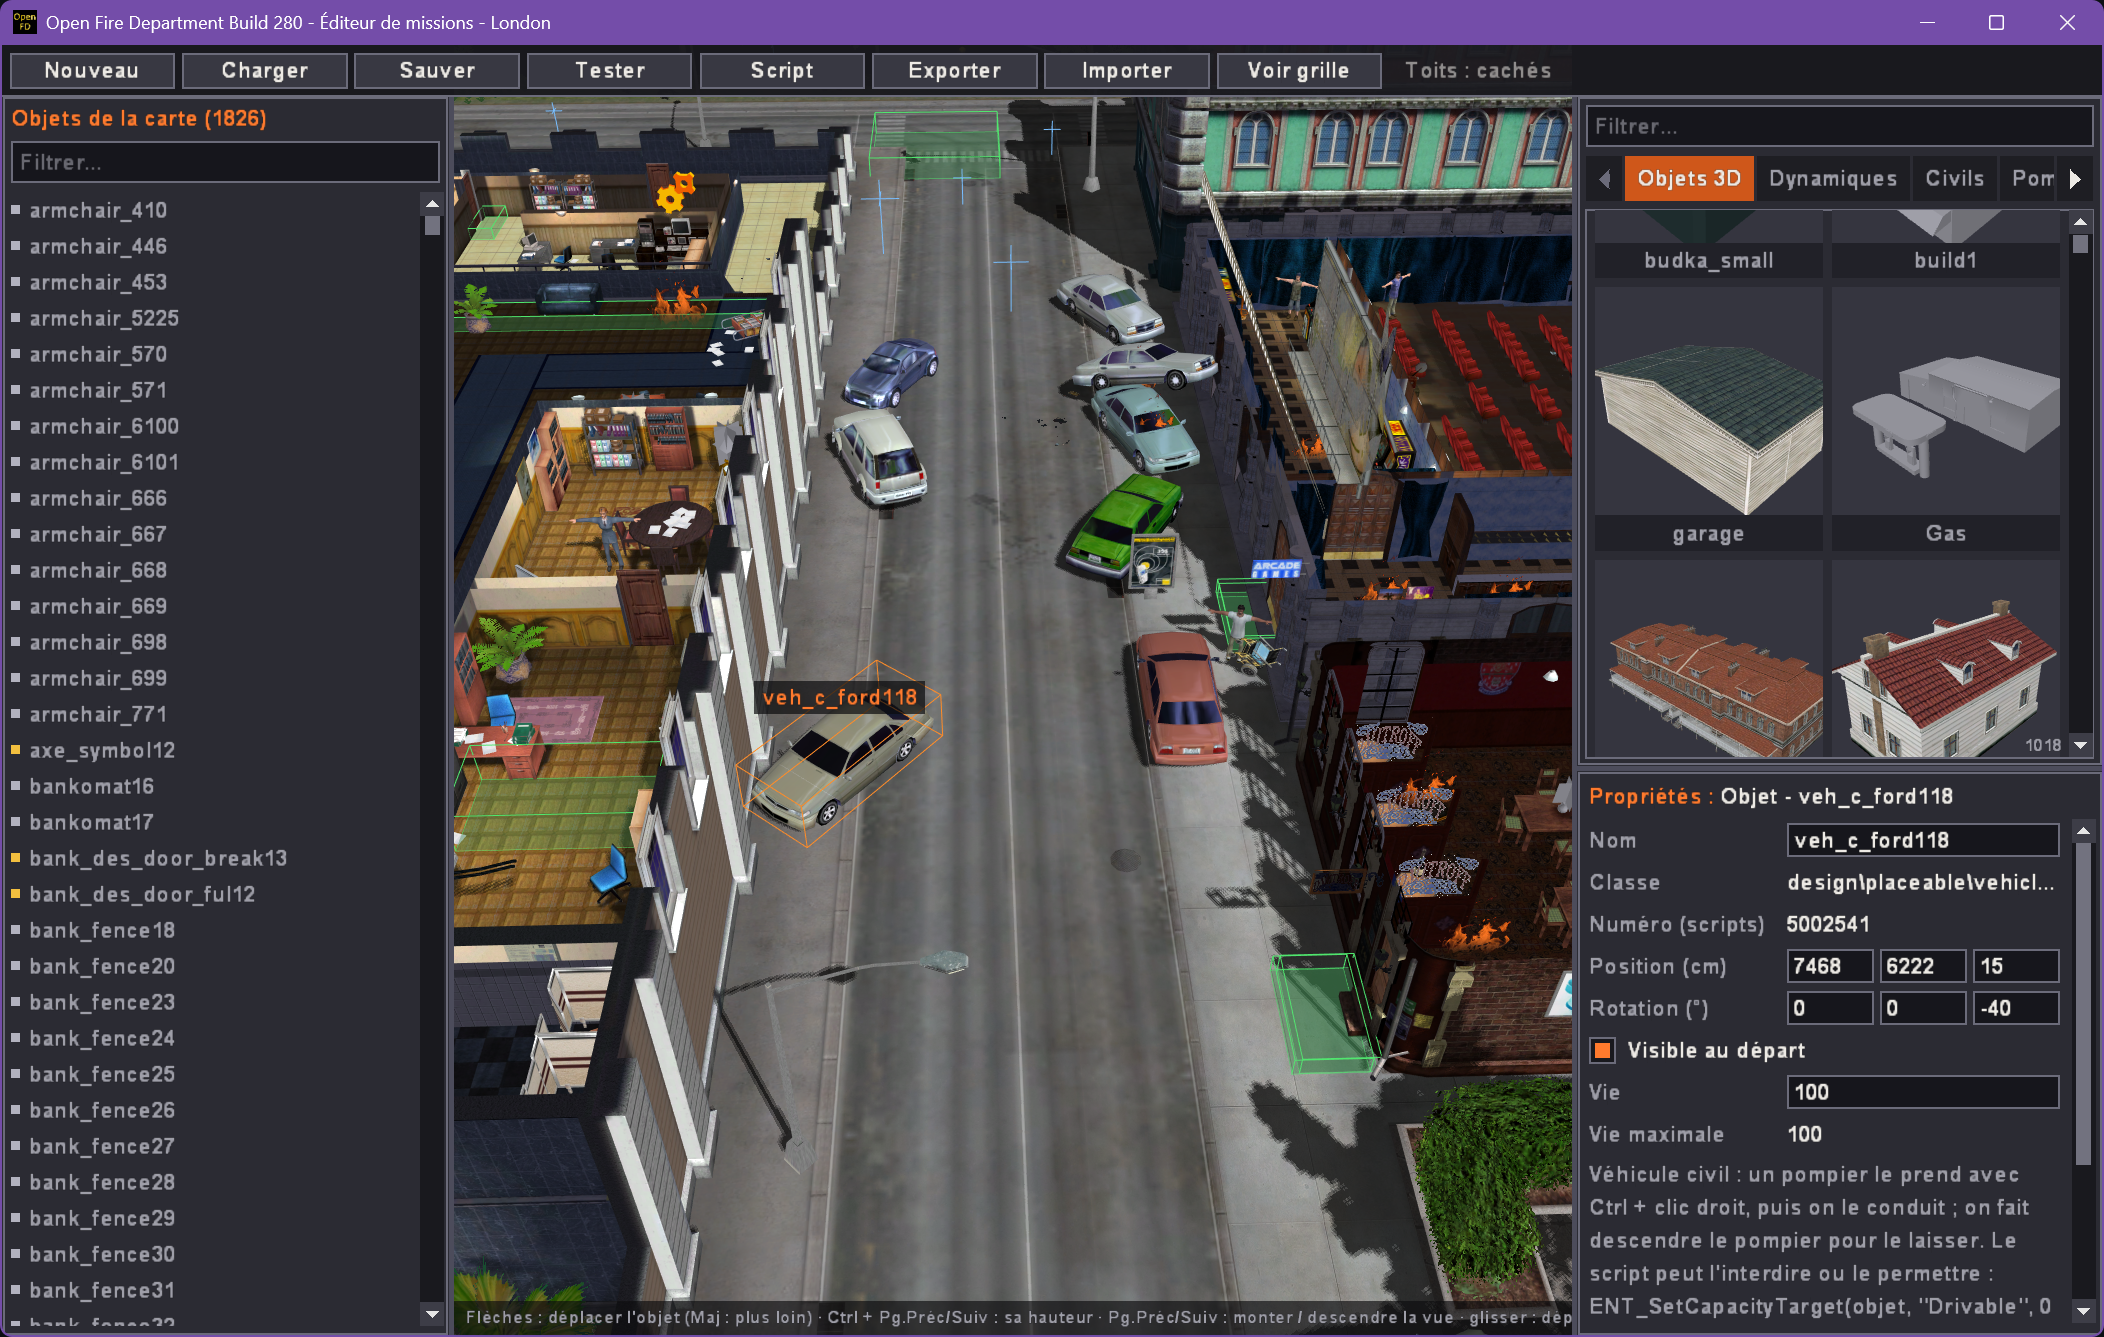 Open FD
Open Fire Department Build 280 - Éditeur de missions - London
Nouveau
Charger
Sauver
Tester
Script
Exporter
Importer
Voir grille
Toits : cachés
Objets de la carte (1826)
Filtrer...
armchair_410
armchair_446
armchair_453
armchair_5225
armchair_570
armchair_571
armchair_6100
armchair_6101
armchair_666
armchair_667
armchair_668
armchair_669
armchair_698
armchair_699
armchair_771
axe_symbol12
bankomat16
bankomat17
bank_des_door_break13
bank_des_door_ful12
bank_fence18
bank_fence20
bank_fence23
bank_fence24
bank_fence25
bank_fence26
bank_fence27
bank_fence28
bank_fence29
bank_fence30
bank_fence31
veh_c_ford118
ARCADE
GAMES
Flèches : déplacer l'objet (Maj : plus loin) · Ctrl + Pg.Préc/Suiv : sa hauteur · Pg.Préc/Suiv : monter / descendre la vue · glisser : dép
Filtrer...
Objets 3D
Dynamiques
Civils
Pom
budka_small
build1
garage
Gas
1018
Propriétés : Objet - veh_c_ford118
Nom veh_c_ford118
Classe design\placeable\vehicl...
Numéro (scripts) 5002541
Position (cm) 7468 6222 15
Rotation (°) 0 0 -40
Visible au départ
Vie 100
Vie maximale 100
Véhicule civil : un pompier le prend avec
Ctrl + clic droit, puis on le conduit ; on fait
descendre le pompier pour le laisser. Le
script peut l'interdire ou le permettre :
ENT_SetCapacityTarget(objet, "Drivable", 0